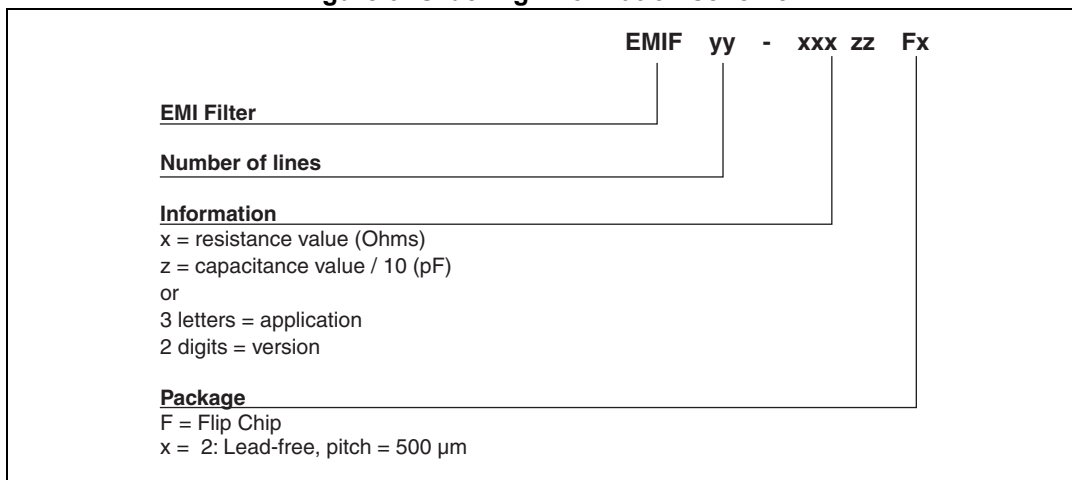 EMIF yy - xxx zz Fx
EMI Filter
Number of lines
Information
x = resistance value (Ohms)
z = capacitance value / 10 (pF)
or
3 letters = application
2 digits = version
Package
F = Flip Chip
x = 2: Lead-free, pitch = 500 µm